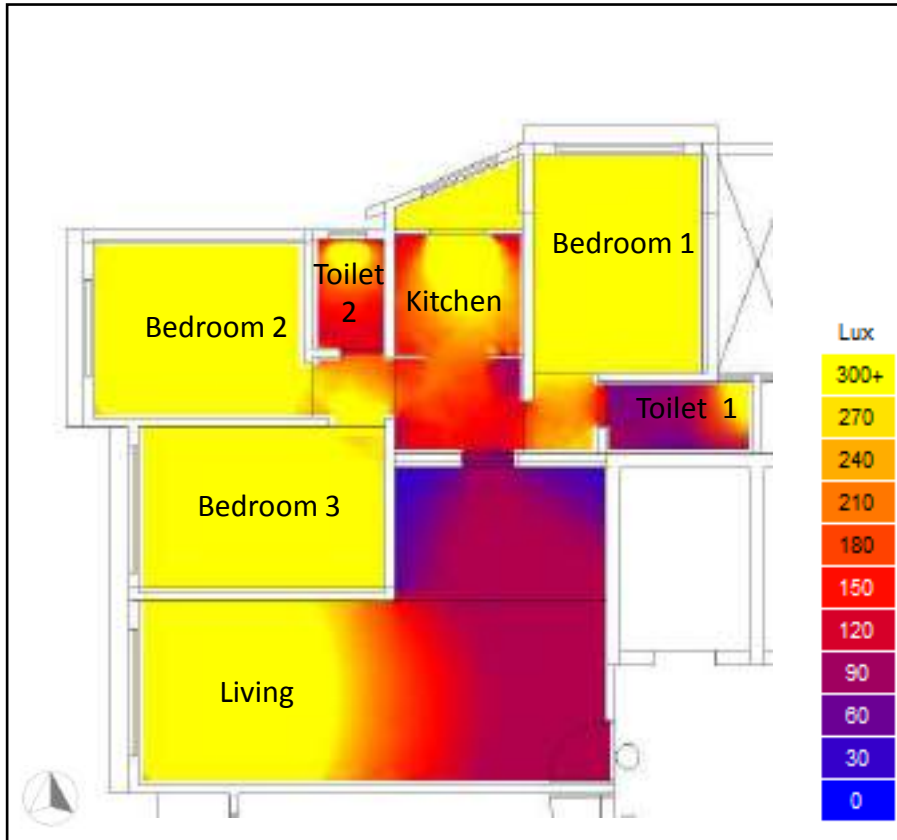 Bedroom 1
Toilet
2
Kitchen
Bedroom 2
Toilet 1
Bedroom 3
Living
Lux
300+
270
240
210
180
150
120
90
60
30
0